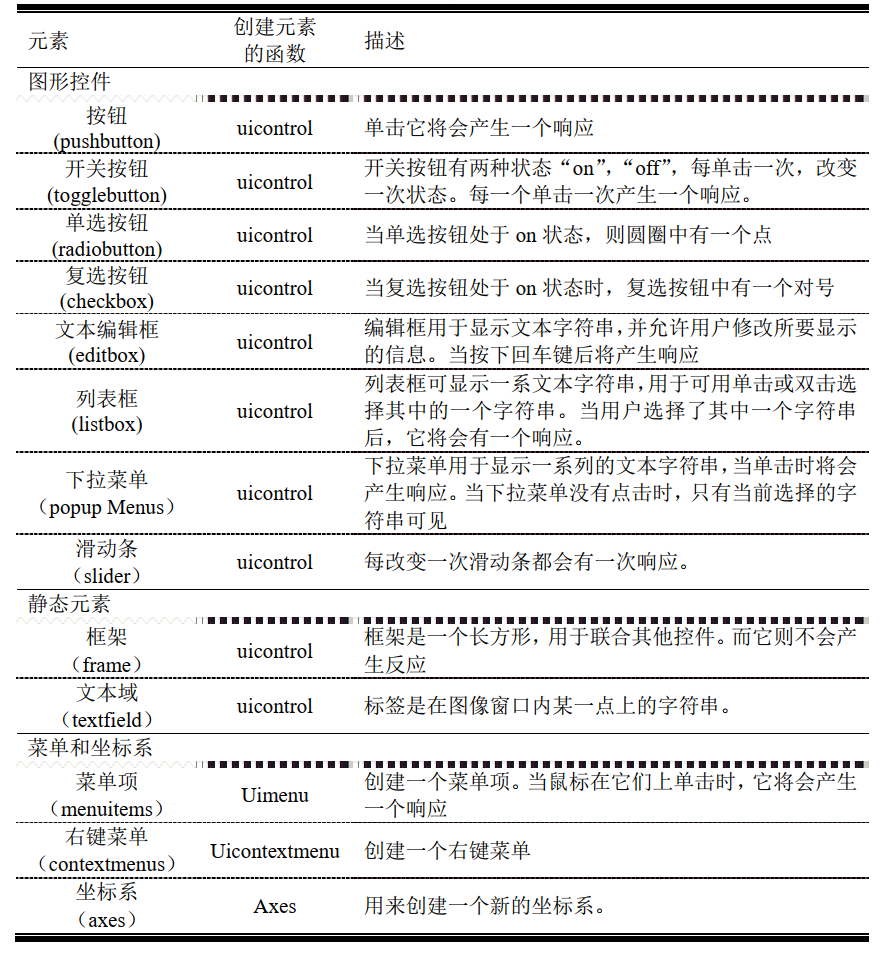 元素 创建元素的函数 描述
图形控件
按钮
(pushbutton)
uicontrol
单击它将会产生一个响应
开关按钮
(togglebutton)
uicontrol
开关按钮有两种状态“on”，“off”，每单击一次，改变
一次状态。每一个单击一次产生一个响应。
单选按钮
(radiobutton)
uicontrol
当单选按钮处于 on 状态，则圆圈中有一个点
复选按钮
(checkbox)
uicontrol
当复选按钮处于 on 状态时，复选按钮中有一个对号
文本编辑框
(editbox)
uicontrol
编辑框用于显示文本字符串，并允许用户修改所要显示
的信息。当按下回车键后将产生响应
列表框
(listbox)
uicontrol
列表框可显示一系文本字符串，用于可用单击或双击选
择其中的一个字符串。当用户选择了其中一个字符串
后，它将会有一个响应。
下拉菜单
（popup Menus）
uicontrol
下拉菜单用于显示一系列的文本字符串，当单击时将会
产生响应。当下拉菜单没有点击时，只有当前选择的字
符串可见
滑动条
（slider）
uicontrol
每改变一次滑动条都会有一次响应。
静态元素
框架
（frame）
uicontrol
框架是一个长方形，用于联合其他控件。而它则不会产
生反应
文本域
（textfield）
uicontrol
标签是在图像窗口内某一点上的字符串。
菜单和坐标系
菜单项
（menuitems）
Uimenu
创建一个菜单项。当鼠标在它们上单击时，它将会产生
一个响应
右键菜单
（contextmenus）
Uicontextmenu
创建一个右键菜单
坐标系
（axes）
Axes
用来创建一个新的坐标系。